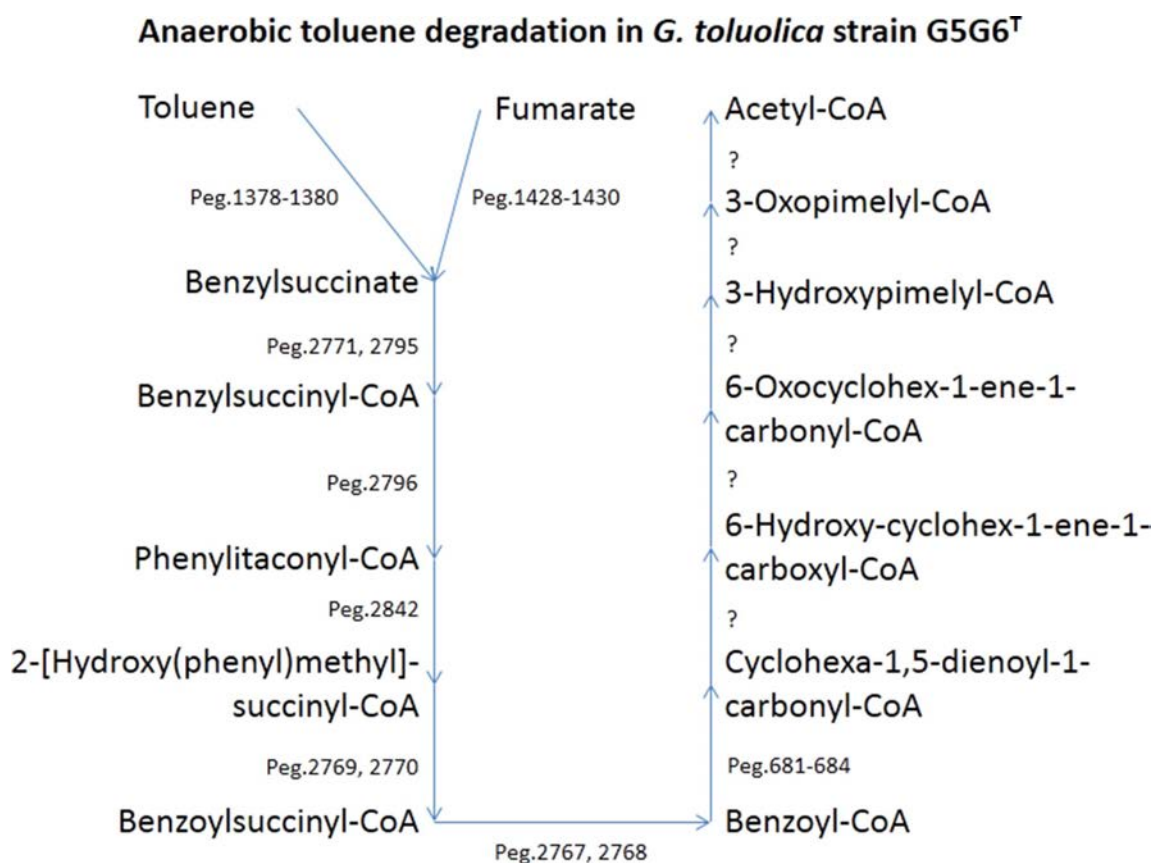 Anaerobic toluene degradation in G. toluolica strain G5G6ᵀ
Toluene
Fumarate
Peg.1378-1380
Peg.1428-1430
Benzylsuccinate
Peg.2771, 2795
Benzylsuccinyl-CoA
Peg.2796
Phenylitaconyl-CoA
Peg.2842
2-[Hydroxy(phenyl)methyl]-
succinyl-CoA
Peg.2769, 2770
Benzoylsuccinyl-CoA
Peg.2767, 2768
Acetyl-CoA
?
3-Oxopimelyl-CoA
?
3-Hydroxypimelyl-CoA
?
6-Oxocyclohex-1-ene-1-
carbonyl-CoA
?
6-Hydroxy-cyclohex-1-ene-1-
carboxyl-CoA
?
Cyclohexa-1,5-dienoyl-1-
carbonyl-CoA
Peg.681-684
Benzoyl-CoA